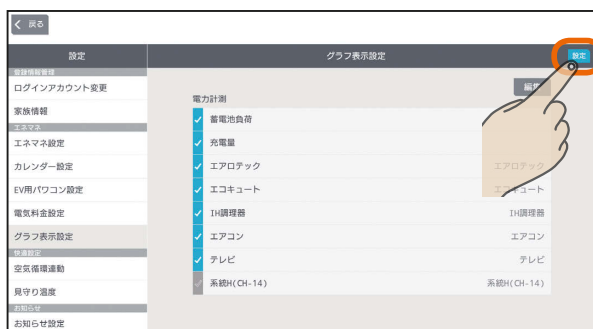 戻る
設定
グラフ表示設定
設定
登録情報管理
ログインアカウント変更
家族情報
エネマネ
エネマネ設定
カレンダー設定
EV用パワコン設定
電気料金設定
グラフ表示設定
快適設定
空気循環連動
見守り温度
お知らせ
お知らせ設定
電力計測
蓄電池負荷
充電量
エアロテック エアロテック
エコキュート エコキュート
IH調理器 IH調理器
エアコン エアコン
テレビ テレビ
系統H(CH-14) 系統H(CH-14)